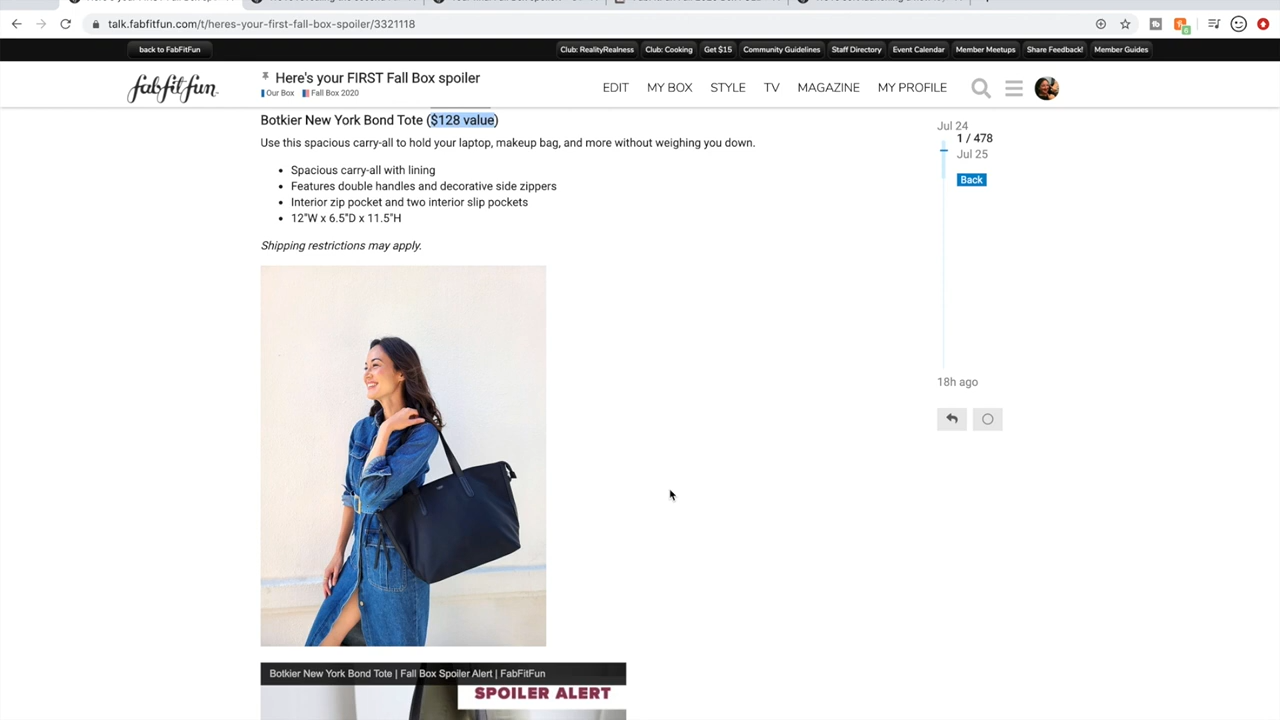 talk.fabfitfun.com/t/heres-your-first-fall-box-spoiler/3321118
back to FabFitFun
Club: RealityRealness
Club: Cooking
Get $15
Community Guidelines
Staff Directory
Event Calendar
Member Meetups
Share Feedback!
Member Guides
fabfitfun
Here's your FIRST Fall Box spoiler
Our Box
Fall Box 2020
EDIT
MY BOX
STYLE
TV
MAGAZINE
MY PROFILE
Botkier New York Bond Tote ($128 value)
Use this spacious carry-all to hold your laptop, makeup bag, and more without weighing you down.
• Spacious carry-all with lining
• Features double handles and decorative side zippers
• Interior zip pocket and two interior slip pockets
• 12"W x 6.5"D x 11.5"H
Shipping restrictions may apply.
Jul 24
1 / 478
Jul 25
Back
18h ago
Botkier New York Bond Tote | Fall Box Spoiler Alert | FabFitFun
SPOILER ALERT